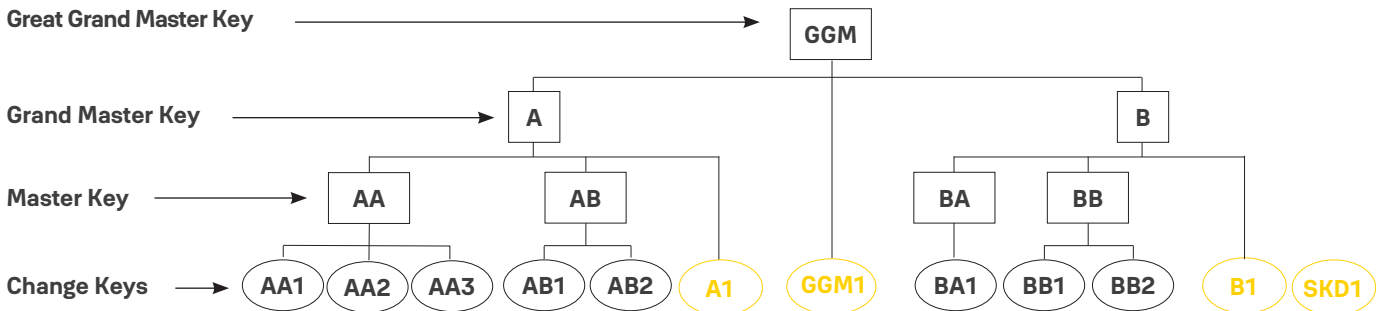 Great Grand Master Key GGM
Grand Master Key A B
Master Key AA AB BA BB
Change Keys AA1 AA2 AA3 AB1 AB2 A1 GGM1 BA1 BB1 BB2 B1 SKD1